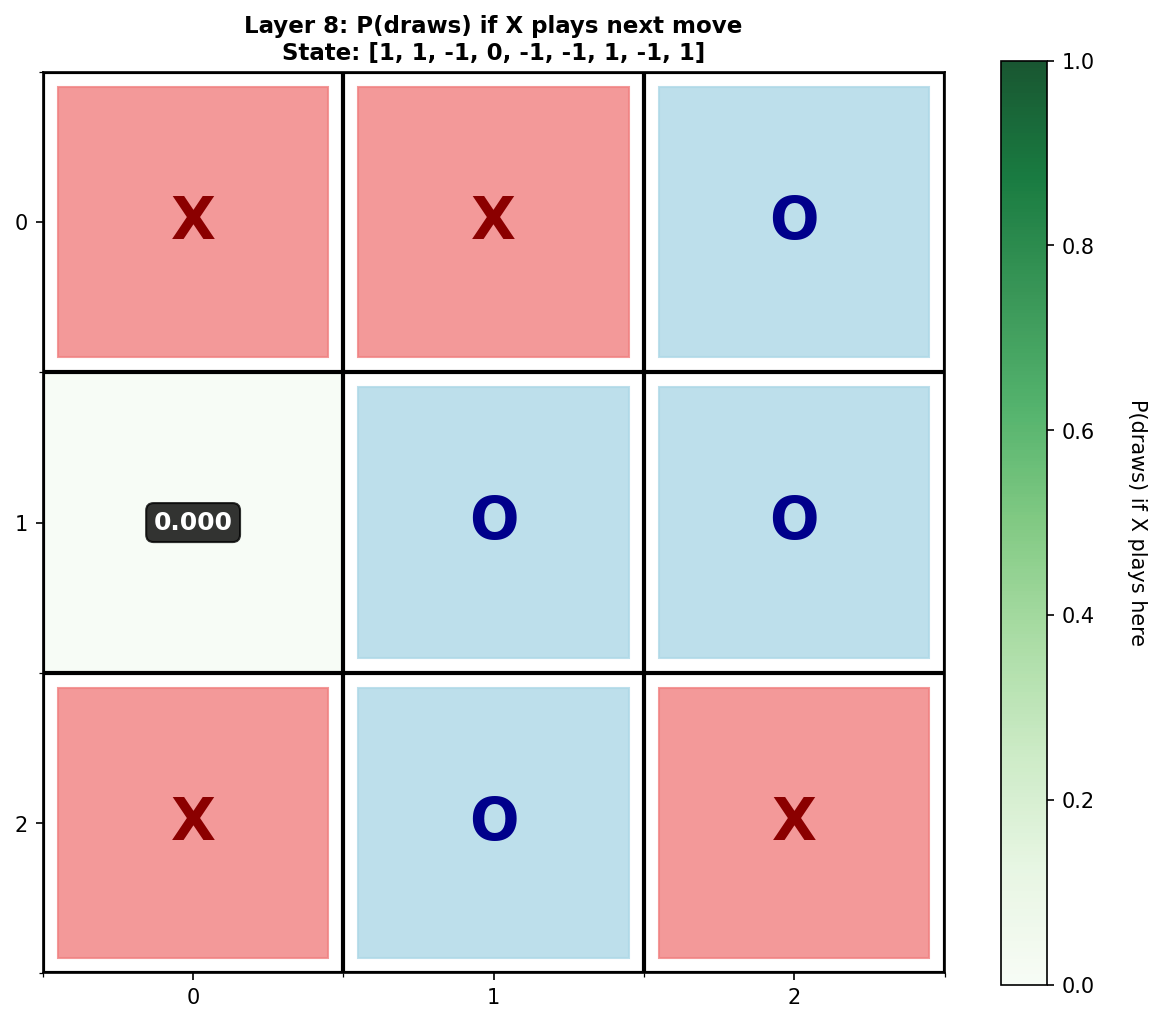 Layer 8: P(draws) if X plays next move
State: [1, 1, -1, 0, -1, -1, 1, -1, 1]
1.0
0.8
0.6
0.4
0.2
0.0
P(draws) if X plays here
0
X
X
O
1
0.000
O
O
2
X
O
X
0
1
2